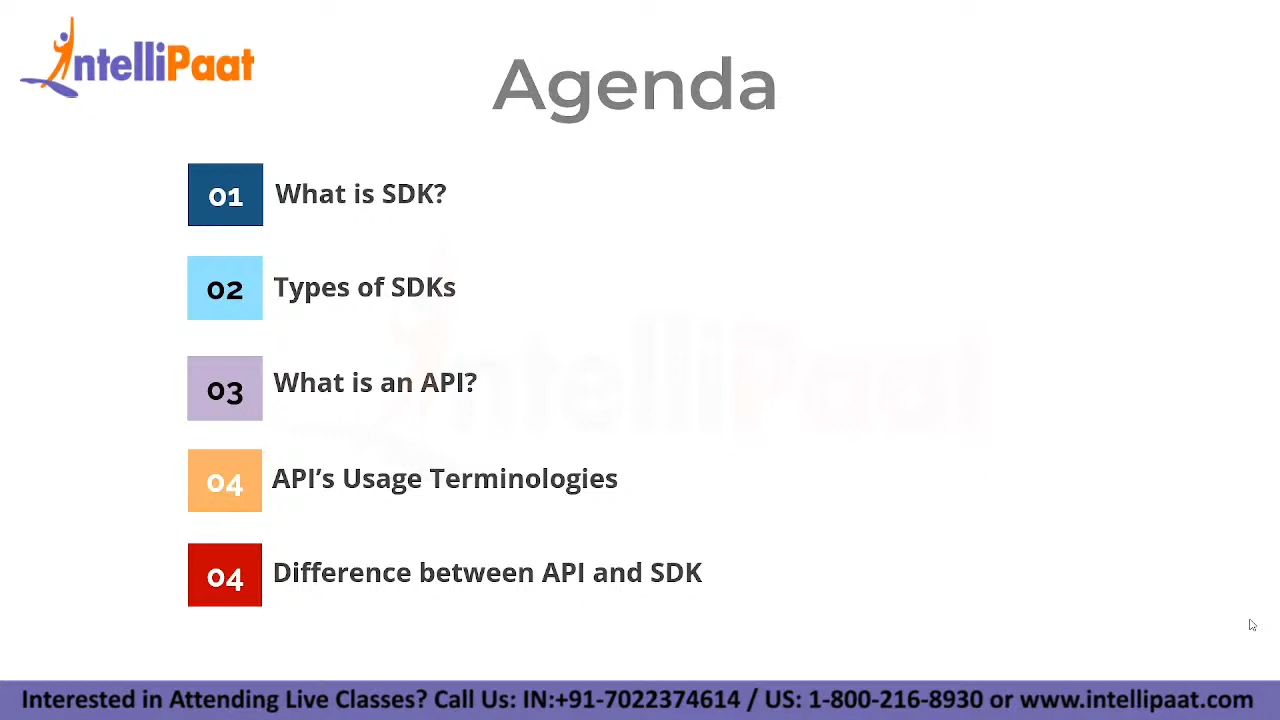 IntelliPaat
Agenda
01 What is SDK?
02 Types of SDKs
03 What is an API?
04 API's Usage Terminologies
04 Difference between API and SDK
IntelliPaat
Interested in Attending Live Classes? Call Us: IN:+91-7022374614 / US: 1-800-216-8930 or www.intellipaat.com